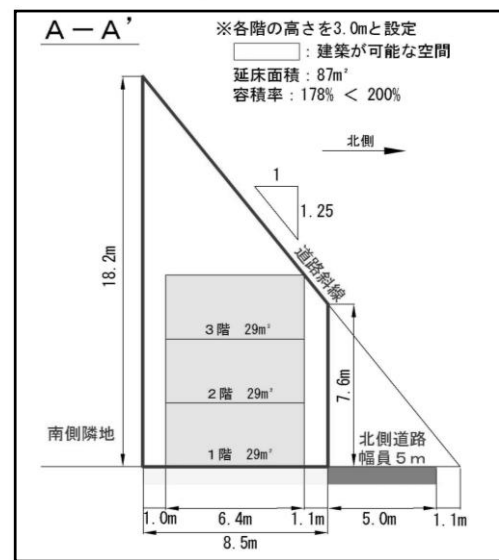 A－A’
※各階の高さを3.0mと設定
：建築が可能な空間
延床面積：87m²
容積率：178% ＜ 200%
北側
1
1.25
道路斜線
18.2m
3階 29m²
2階 29m²
7.6m
南側隣地
1階 29m²
北側道路
幅員5m
1.0m
6.4m
1.1m
5.0m
1.1m
8.5m